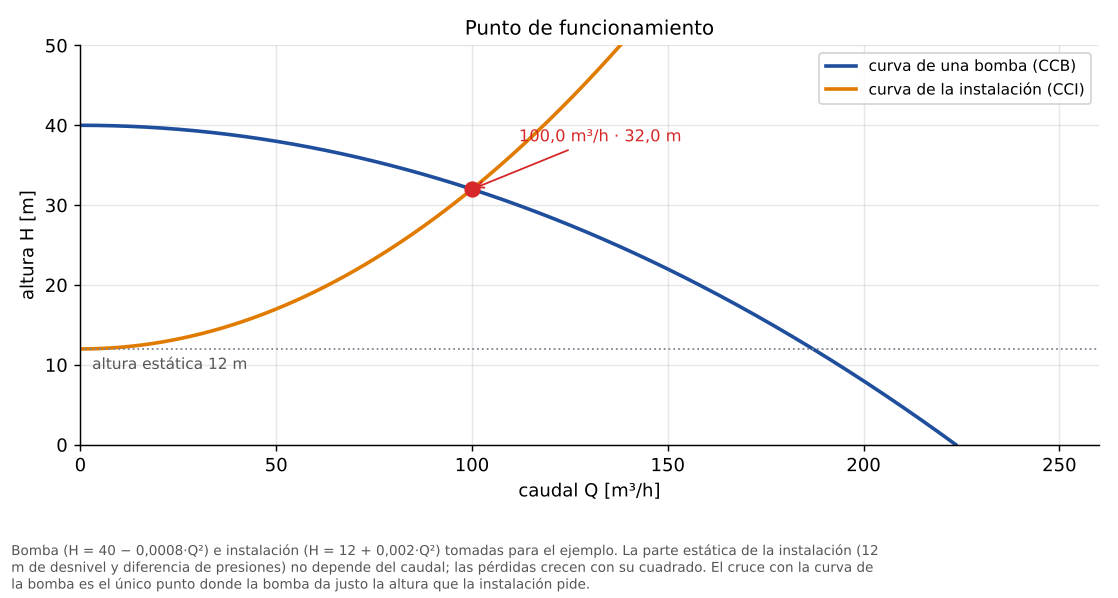 Punto de funcionamiento
50
40
30
20
10
0
altura H [m]
curva de una bomba (CCB)
curva de la instalación (CCI)
100,0 m³/h · 32,0 m
altura estática 12 m
0
50
100
150
200
250
caudal Q [m³/h]
Bomba (H = 40 − 0,0008·Q²) e instalación (H = 12 + 0,002·Q²) tomadas para el ejemplo. La parte estática de la instalación (12
m de desnivel y diferencia de presiones) no depende del caudal; las pérdidas crecen con su cuadrado. El cruce con la curva de
la bomba es el único punto donde la bomba da justo la altura que la instalación pide.